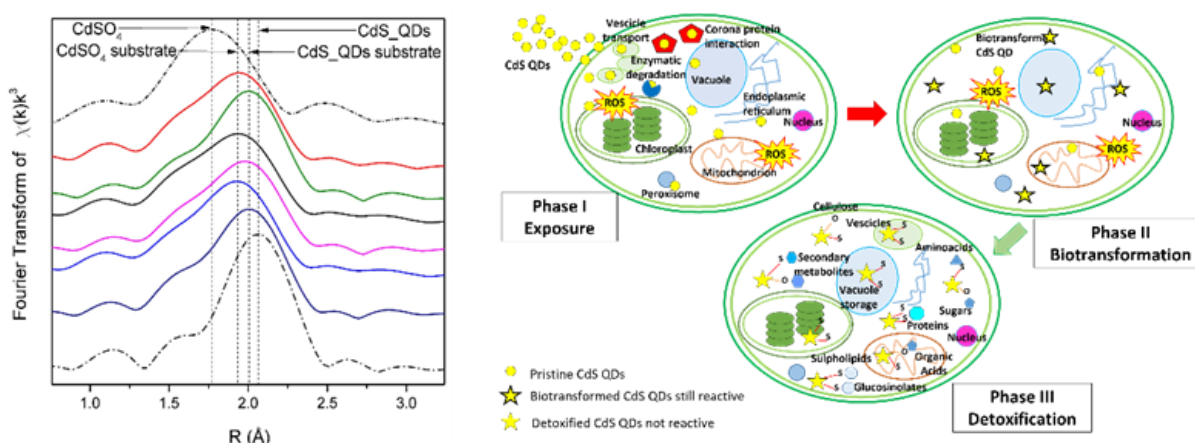 CdSO₄
CdS_QDs
CdSO₄ substrate
CdS_QDs substrate
Fourier Transform of χ(k)k³
1.0
1.5
2.0
2.5
3.0
R (Å)
CdS QDs
Vescicle
transport
Corona protein
interaction
Enzymatic
degradation
Vacuole
ROS
Endoplasmic
reticulum
Nucleus
Chloroplast
ROS
Mitochondrion
Peroxisome
Phase I
Exposure
Biotransformed
CdS QD
ROS
Nucleus
ROS
Phase II
Biotransformation
Cellulose
O
S
Vescicles
S
S
Aminoacids
S
S
O
Secondary
metabolites
S
O
S
S
Vacuole
storage
Sugars
S
S
Proteins
Nucleus
S
S
Sulpholipids
S
O
Organic
Acids
S
S
Glucosinolates
Phase III
Detoxification
Pristine CdS QDs
Biotransformed CdS QDs still reactive
Detoxified CdS QDs not reactive